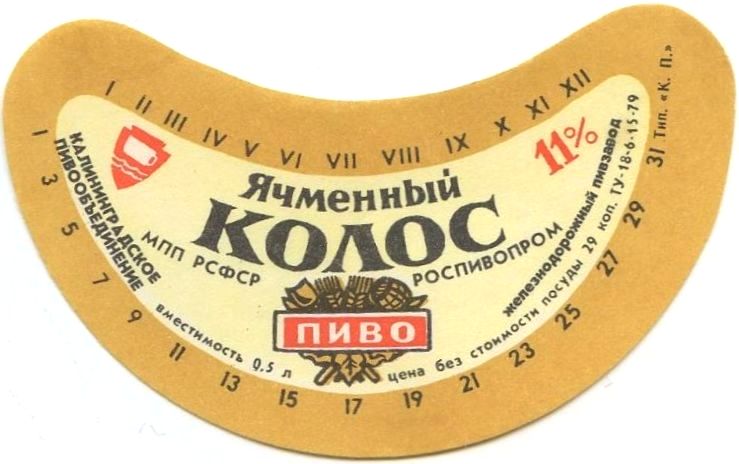 I II III IV V VI VII VIII IX X XI XII
КАЛИНИНГРАДСКОЕ
ПИВООБЪЕДИНЕНИЕ
11%
Ячменный
КОЛОС
МПП РСФСР
РОСПИВОПРОМ
ПИВО
железнодорожный пивзавод
вместимость 0,5 л
цена без стоимости посуды 29 коп. ТУ-18-6-15-79
1 3 5 7 9 11 13 15 17 19 21 23 25 27 29 31
Тип. «К. П.»